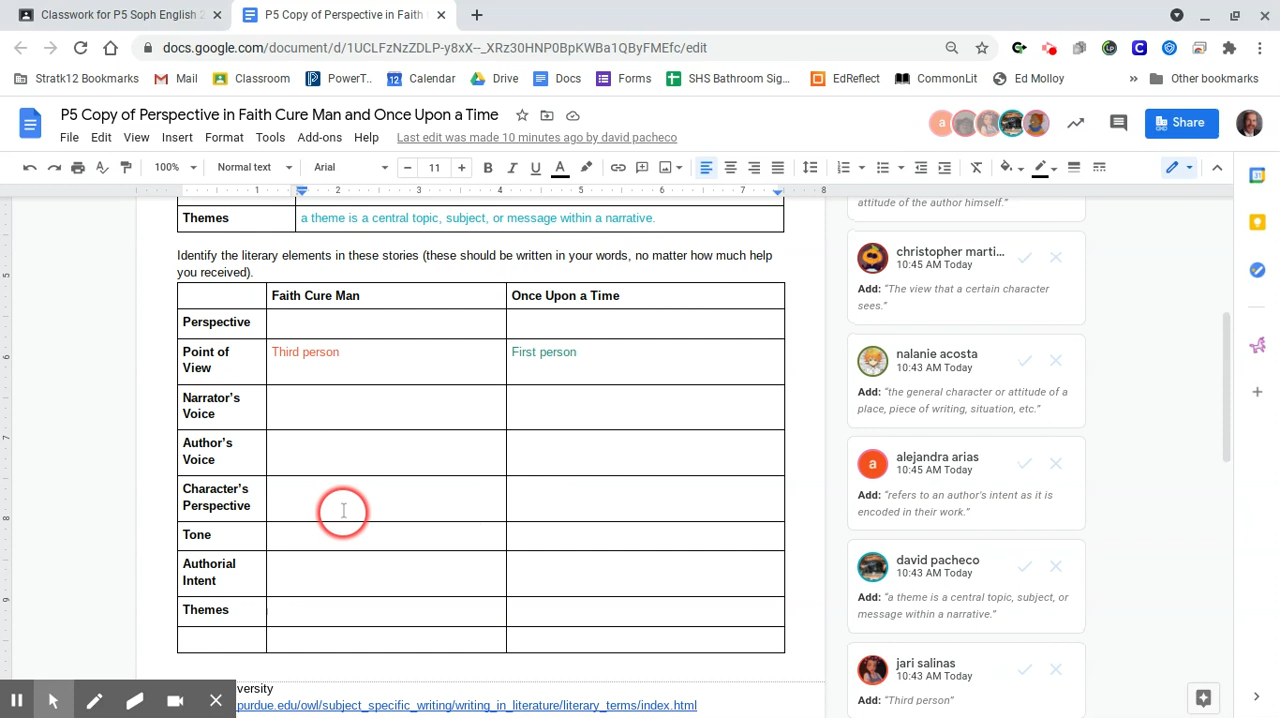 Classwork for P5 Soph English 2
P5 Copy of Perspective in Faith
docs.google.com/document/d/1UCLFzNzZDLP-y8xX--_XRz30HNP0BpKWBa1QByFMEfc/edit
Stratk12 Bookmarks Mail Classroom PowerT... Calendar Drive Docs Forms SHS Bathroom Sig... EdReflect CommonLit Ed Molloy » Other bookmarks
P5 Copy of Perspective in Faith Cure Man and Once Upon a Time
File Edit View Insert Format Tools Add-ons Help Last edit was made 10 minutes ago by david pacheco
Share
100% Normal text Arial 11
1 2 3 4 5 6 7 8
Themes a theme is a central topic, subject, or message within a narrative.
Identify the literary elements in these stories (these should be written in your words, no matter how much help
you received).
Faith Cure Man Once Upon a Time
Perspective
Point of Third person First person
View
Narrator's
Voice
Author's
Voice
Character's
Perspective
Tone
Authorial
Intent
Themes
versity
purdue.edu/owl/subject_specific_writing/writing_in_literature/literary_terms/index.html
attitude of the author himself."
christopher marti...
10:45 AM Today
Add: "The view that a certain character
sees."
nalanie acosta
10:43 AM Today
Add: "the general character or attitude of a
place, piece of writing, situation, etc."
a alejandra arias
10:45 AM Today
Add: "refers to an author's intent as it is
encoded in their work."
david pacheco
10:43 AM Today
Add: "a theme is a central topic, subject, or
message within a narrative."
jari salinas
10:43 AM Today
Add: "Third person"